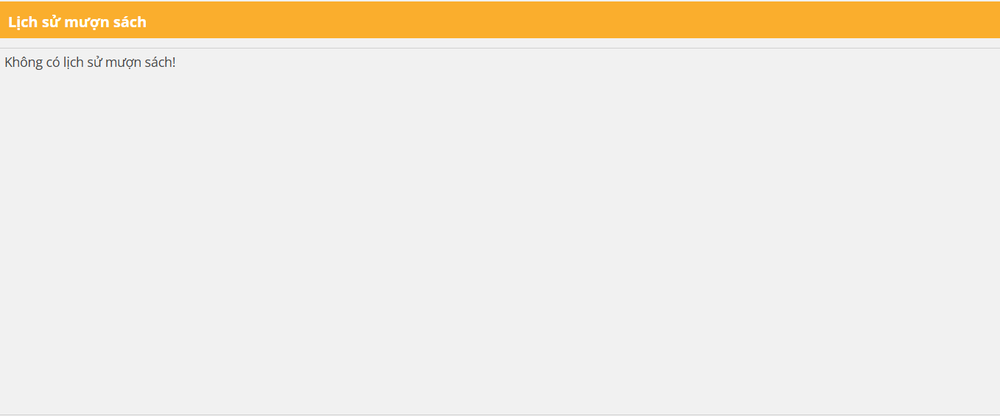 Lịch sử mượn sách
Không có lịch sử mượn sách!